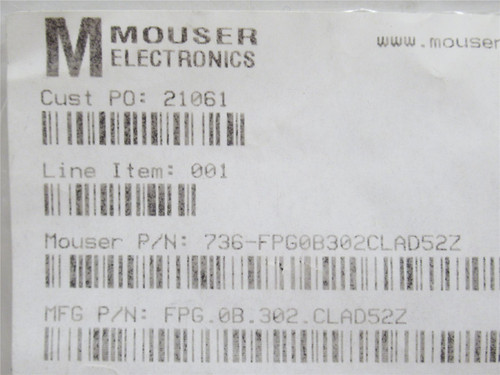 MOUSER
ELECTRONICS
www.mouser
Cust PO: 21061
Line Item: 001
Mouser P/N: 736-FPG0B302CLAD52Z
MFG P/N: FPG.0B.302.CLAD52Z